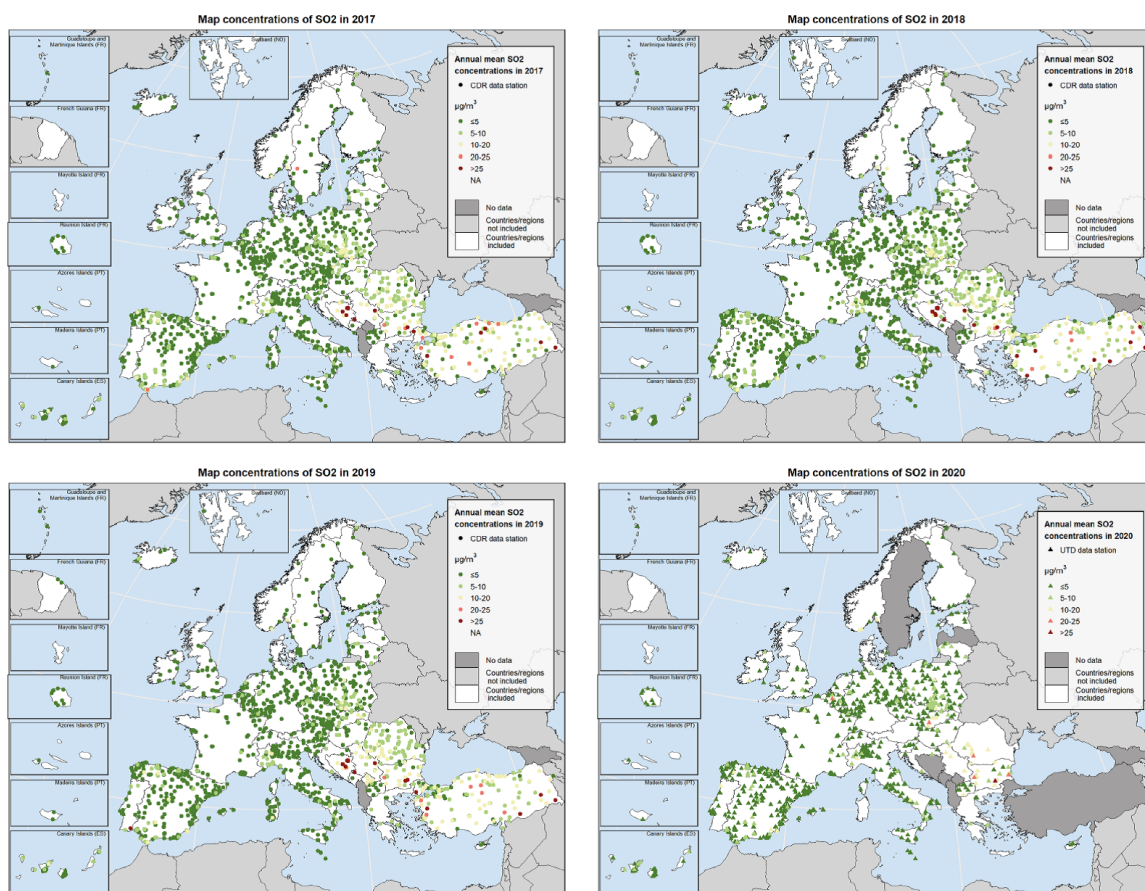 Map concentrations of SO2 in 2017
Guadeloupe and
Martinique Islands (FR)
Svalbard (NO)
French Guiana (FR)
Mayotte Island (FR)
Reunion Island (FR)
Azores Islands (PT)
Madeira Islands (PT)
Canary Islands (ES)
Annual mean SO2
concentrations in 2017
CDR data station
µg/m³
≤5
5-10
10-20
20-25
>25
NA
No data
Countries/regions
not included
Countries/regions
included
Map concentrations of SO2 in 2018
Guadeloupe and
Martinique Islands (FR)
Svalbard (NO)
French Guiana (FR)
Mayotte Island (FR)
Reunion Island (FR)
Azores Islands (PT)
Madeira Islands (PT)
Canary Islands (ES)
Annual mean SO2
concentrations in 2018
CDR data station
µg/m³
≤5
5-10
10-20
20-25
>25
NA
No data
Countries/regions
not included
Countries/regions
included
Map concentrations of SO2 in 2019
Guadeloupe and
Martinique Islands (FR)
Svalbard (NO)
French Guiana (FR)
Mayotte Island (FR)
Reunion Island (FR)
Azores Islands (PT)
Madeira Islands (PT)
Canary Islands (ES)
Annual mean SO2
concentrations in 2019
CDR data station
µg/m³
≤5
5-10
10-20
20-25
>25
NA
No data
Countries/regions
not included
Countries/regions
included
Map concentrations of SO2 in 2020
Guadeloupe and
Martinique Islands (FR)
Svalbard (NO)
French Guiana (FR)
Mayotte Island (FR)
Reunion Island (FR)
Azores Islands (PT)
Madeira Islands (PT)
Canary Islands (ES)
Annual mean SO2
concentrations in 2020
UTD data station
µg/m³
≤5
5-10
10-20
20-25
>25
No data
Countries/regions
not included
Countries/regions
included